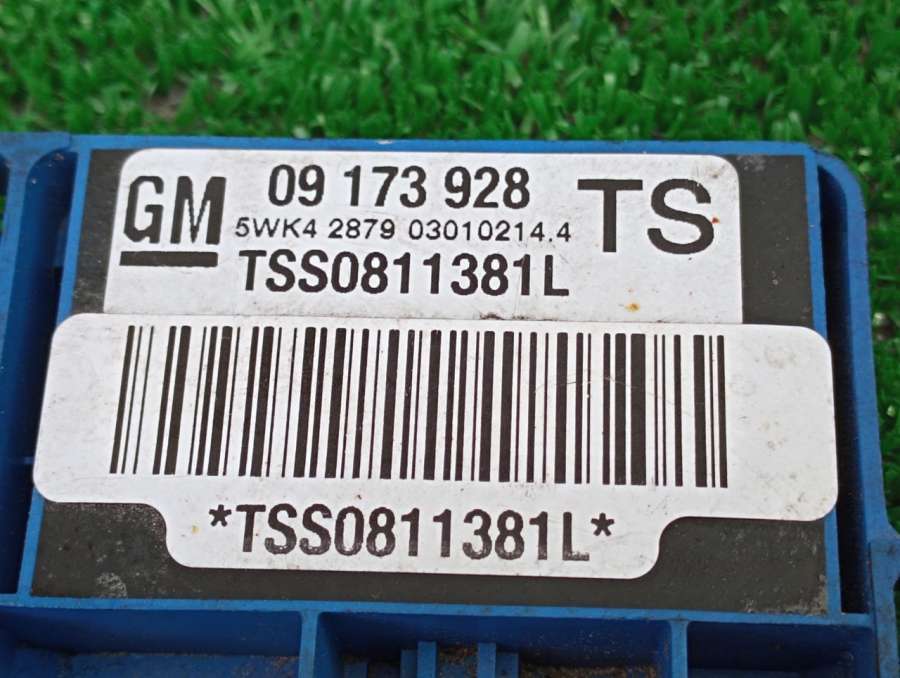 GM 09 173 928 TS
5WK4 2879 03010214.4
TSS0811381L
*TSS0811381L*